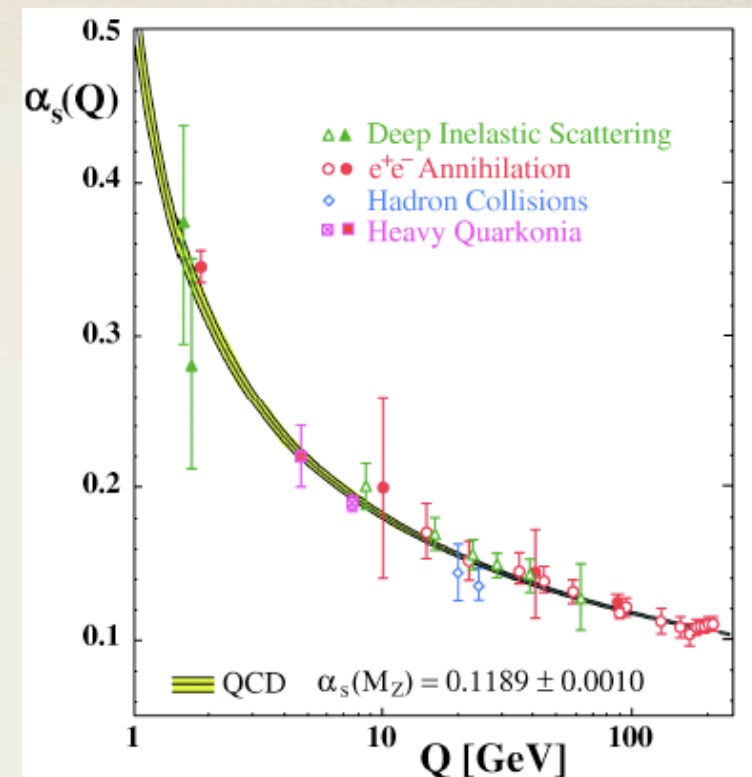 0.5
αs(Q)
Deep Inelastic Scattering
e⁺e⁻ Annihilation
0.4
Hadron Collisions
Heavy Quarkonia
0.3
0.2
0.1
QCD αs(MZ) = 0.1189 ± 0.0010
1 10 100
Q [GeV]